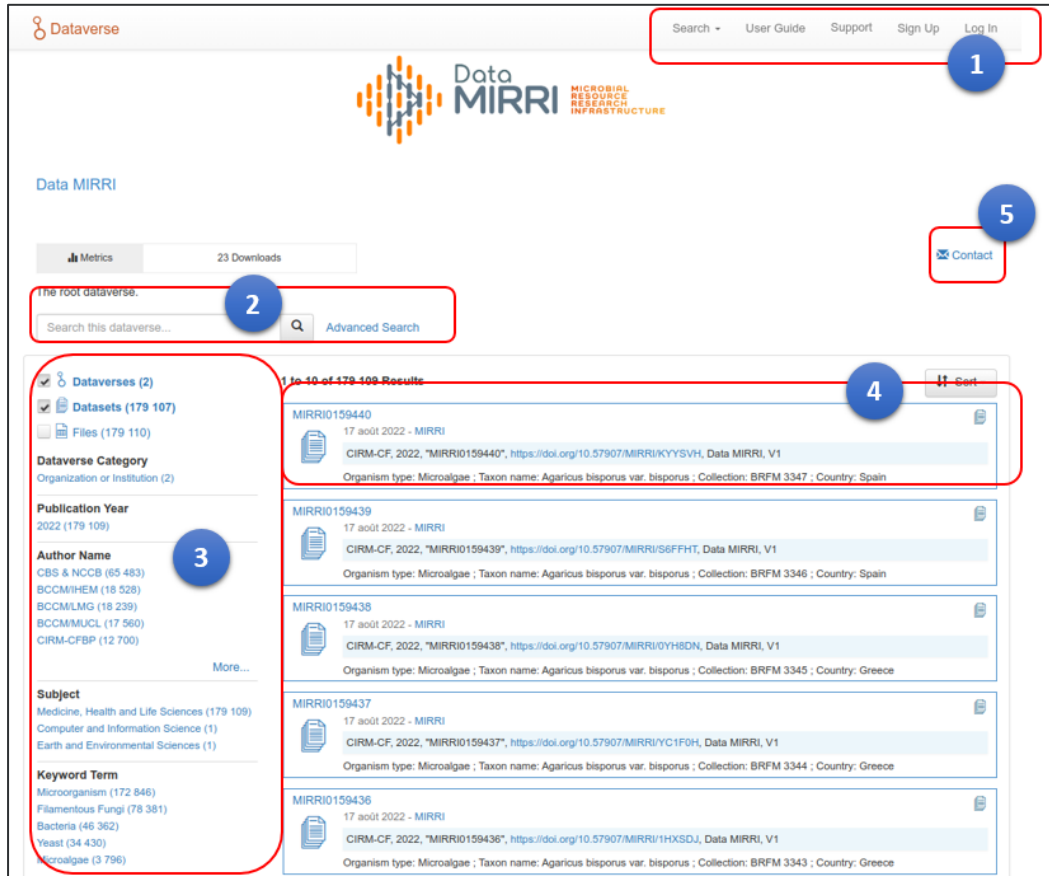 Dataverse
Search User Guide Support Sign Up Log In
1
Data
MIRRI
MICROBIAL
RESOURCE
RESEARCH
INFRASTRUCTURE
Data MIRRI
5
Metrics 23 Downloads
Contact
The root dataverse.
2
Search this dataverse... Advanced Search
Dataverses (2)
Datasets (179 107)
Files (179 110)
Dataverse Category
Organization or Institution (2)
Publication Year
2022 (179 109)
3
Author Name
CBS & NCCB (65 483)
BCCM/IHEM (18 528)
BCCM/LMG (18 239)
BCCM/MUCL (17 560)
CIRM-CFBP (12 700)
More...
Subject
Medicine, Health and Life Sciences (179 109)
Computer and Information Science (1)
Earth and Environmental Sciences (1)
Keyword Term
Microorganism (172 846)
Filamentous Fungi (78 381)
Bacteria (46 362)
Yeast (34 430)
Microalgae (3 796)
1 to 10 of 179 109 Results
4
Sort
MIRRI0159440
17 août 2022 - MIRRI
CIRM-CF, 2022, "MIRRI0159440", https://doi.org/10.57907/MIRRI/KYYSVH, Data MIRRI, V1
Organism type: Microalgae ; Taxon name: Agaricus bisporus var. bisporus ; Collection: BRFM 3347 ; Country: Spain
MIRRI0159439
17 août 2022 - MIRRI
CIRM-CF, 2022, "MIRRI0159439", https://doi.org/10.57907/MIRRI/S6FFHT, Data MIRRI, V1
Organism type: Microalgae ; Taxon name: Agaricus bisporus var. bisporus ; Collection: BRFM 3346 ; Country: Spain
MIRRI0159438
17 août 2022 - MIRRI
CIRM-CF, 2022, "MIRRI0159438", https://doi.org/10.57907/MIRRI/0YH8DN, Data MIRRI, V1
Organism type: Microalgae ; Taxon name: Agaricus bisporus var. bisporus ; Collection: BRFM 3345 ; Country: Greece
MIRRI0159437
17 août 2022 - MIRRI
CIRM-CF, 2022, "MIRRI0159437", https://doi.org/10.57907/MIRRI/YC1F0H, Data MIRRI, V1
Organism type: Microalgae ; Taxon name: Agaricus bisporus var. bisporus ; Collection: BRFM 3344 ; Country: Greece
MIRRI0159436
17 août 2022 - MIRRI
CIRM-CF, 2022, "MIRRI0159436", https://doi.org/10.57907/MIRRI/1HXSDJ, Data MIRRI, V1
Organism type: Microalgae ; Taxon name: Agaricus bisporus var. bisporus ; Collection: BRFM 3343 ; Country: Greece